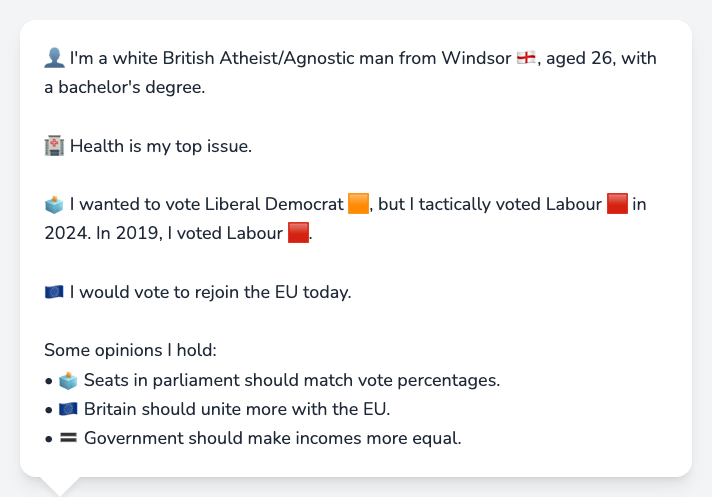 👤 I'm a white British Atheist/Agnostic man from Windsor 🏴󠁧󠁢󠁥󠁮󠁧󠁿, aged 26, with
a bachelor's degree.
🏥 Health is my top issue.
🗳️ I wanted to vote Liberal Democrat 🟧, but I tactically voted Labour 🟥 in
2024. In 2019, I voted Labour 🟥.
🇪🇺 I would vote to rejoin the EU today.
Some opinions I hold:
• 🗳️ Seats in parliament should match vote percentages.
• 🇪🇺 Britain should unite more with the EU.
• 🟰 Government should make incomes more equal.